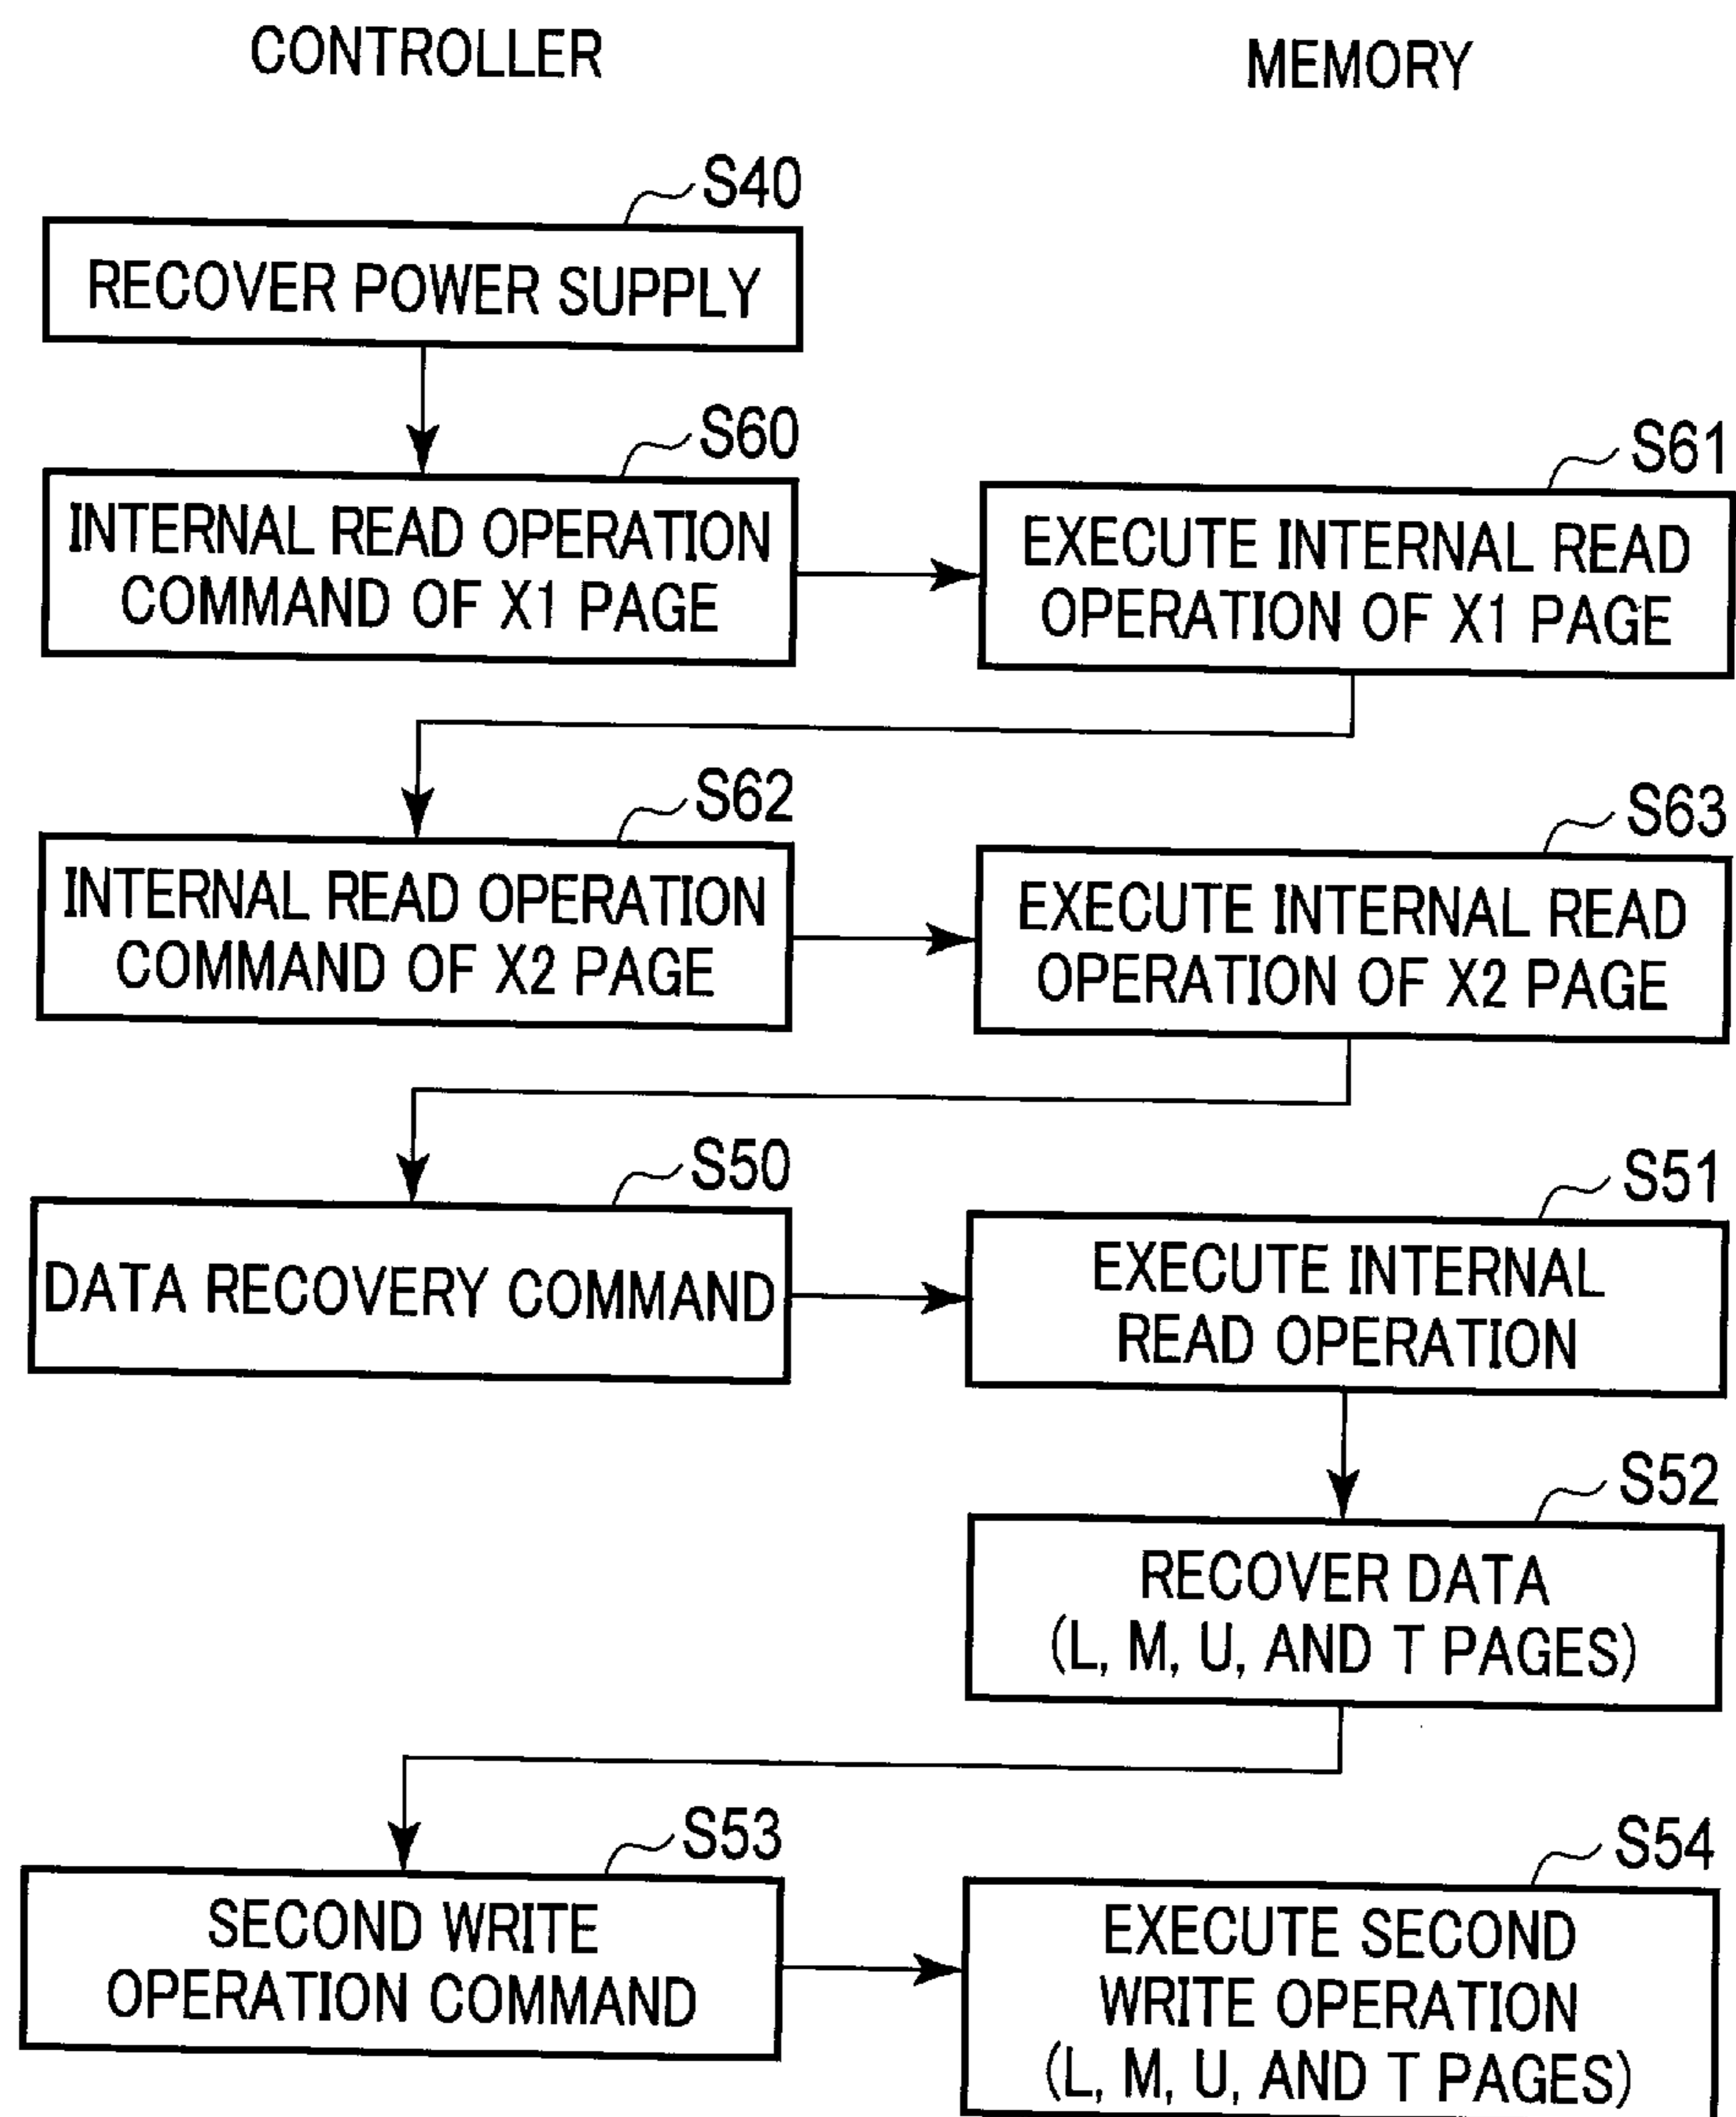 CONTROLLER
MEMORY
S40
RECOVER POWER SUPPLY
S60
INTERNAL READ OPERATION
COMMAND OF X1 PAGE
S61
EXECUTE INTERNAL READ
OPERATION OF X1 PAGE
S62
INTERNAL READ OPERATION
COMMAND OF X2 PAGE
S63
EXECUTE INTERNAL READ
OPERATION OF X2 PAGE
S50
DATA RECOVERY COMMAND
S51
EXECUTE INTERNAL
READ OPERATION
S52
RECOVER DATA
(L, M, U, AND T PAGES)
S53
SECOND WRITE
OPERATION COMMAND
S54
EXECUTE SECOND
WRITE OPERATION
(L, M, U, AND T PAGES)